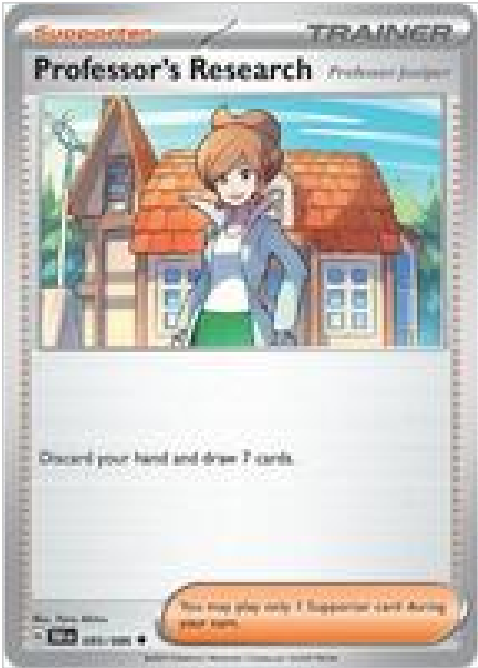 Supporter TRAINER
Professor's Research Professor Juniper
Discard your hand and draw 7 cards.
You may play only 1 Supporter card during
your turn.